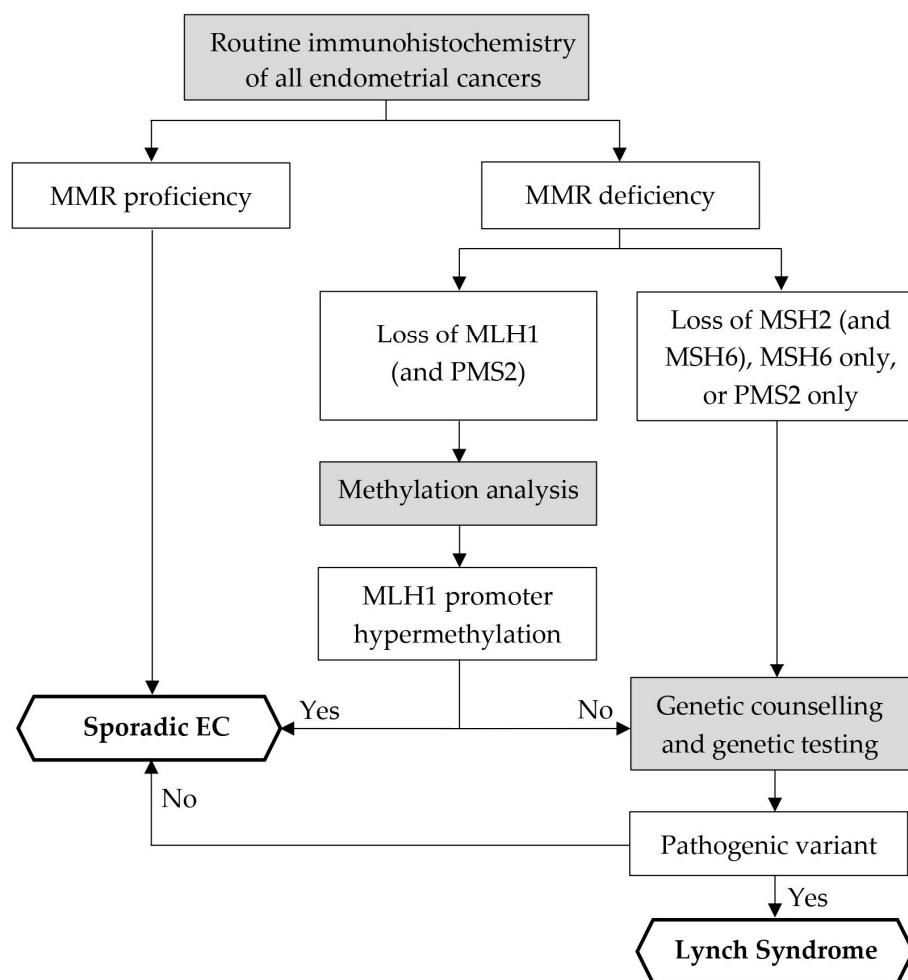 Routine immunohistochemistry
of all endometrial cancers
MMR proficiency
MMR deficiency
Loss of MLH1
(and PMS2)
Loss of MSH2 (and
MSH6), MSH6 only,
or PMS2 only
Methylation analysis
MLH1 promoter
hypermethylation
Sporadic EC
Yes
No
Genetic counselling
and genetic testing
No
Pathogenic variant
Yes
Lynch Syndrome